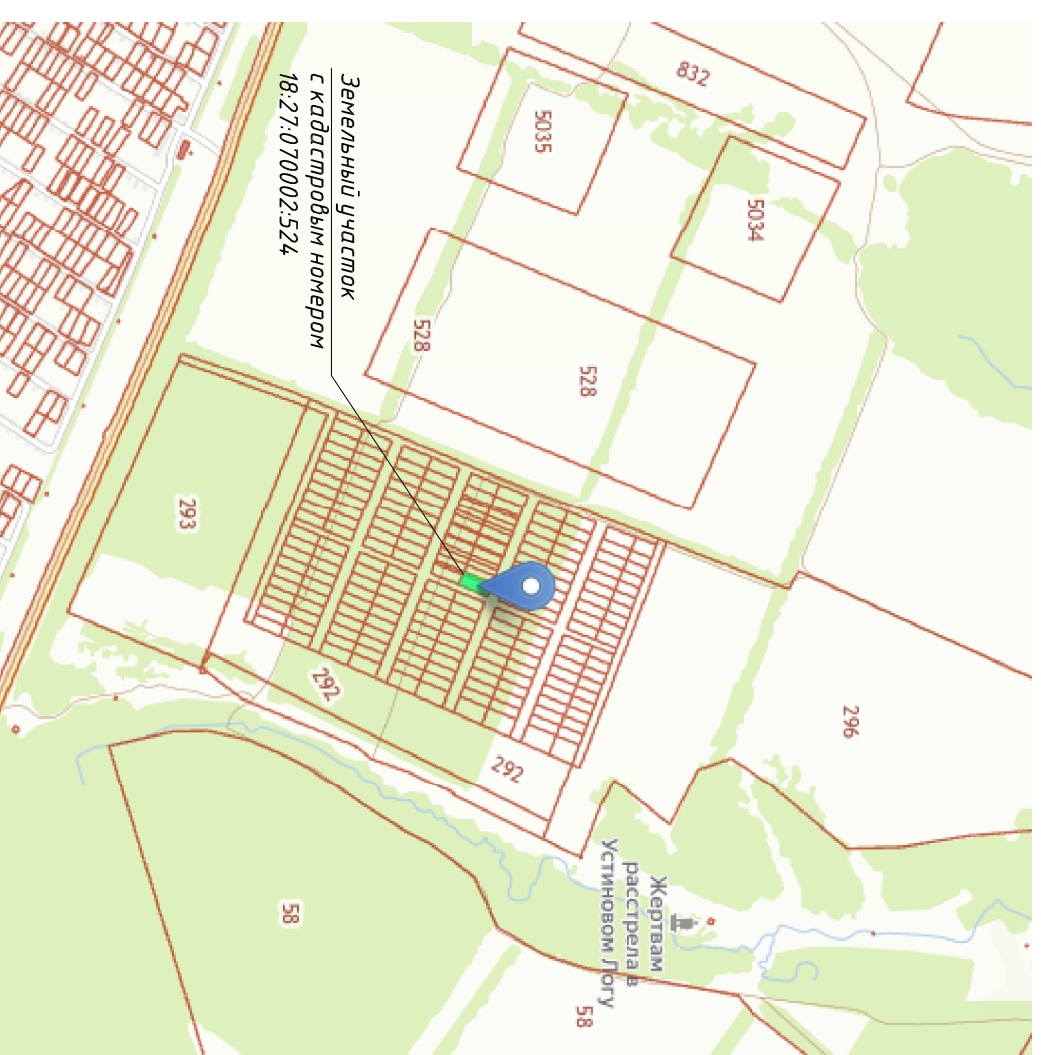 Земельный участок
с кадастровым номером
18:27:070002:524
832
5035
5034
528
528
293
292
292
296
58
58
Жертвам
расстрела в
Устиновом Логу